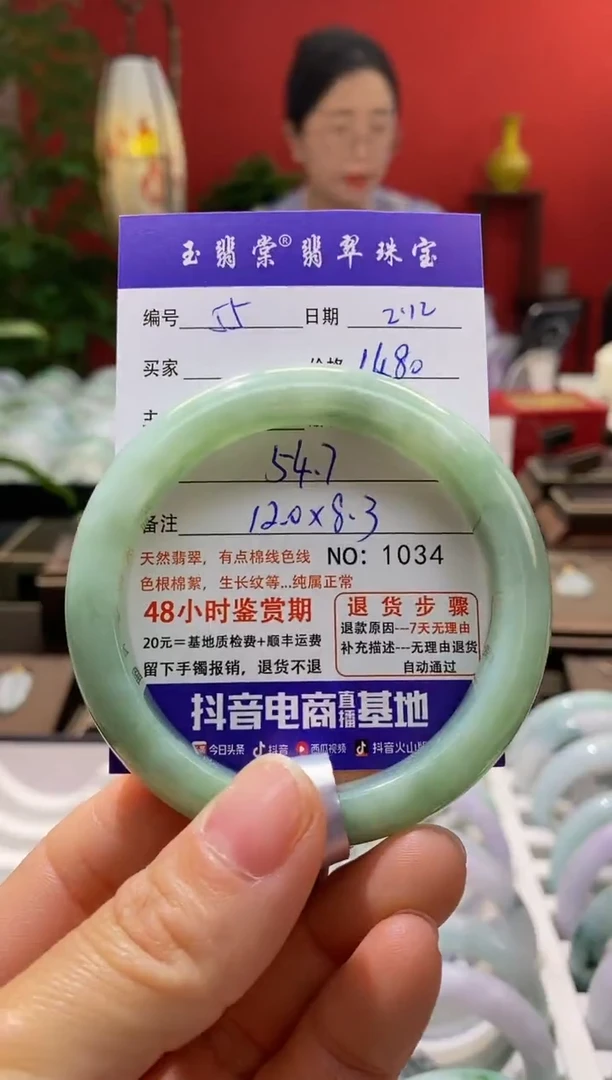 玉翡棠® 翡翠珠宝
编号 55 日期 2.12
买家 价格 1480
54.7
备注 12.0×8.3
天然翡翠，有点棉线色线 NO: 1034
色根棉絮，生长纹等...纯属正常
48小时鉴赏期
20元=基地质检费+顺丰运费
留下手镯报销，退货不退
退货步骤
退款原因---7天无理由
补充描述---无理由退货
自动通过
抖音电商直播基地
今日头条 抖音 西瓜视频 抖音火山版